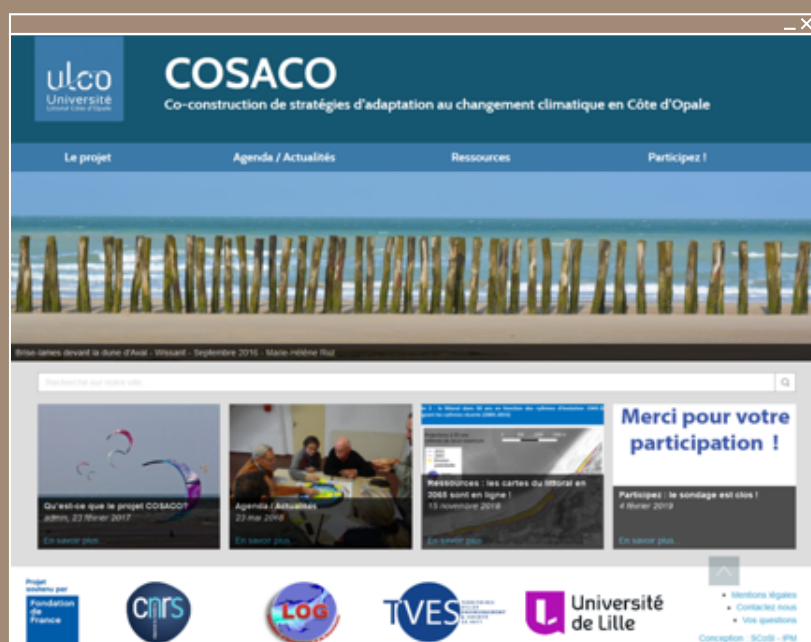 ulco
Université
Littoral Côte d'Opale
COSACO
Co-construction de stratégies d'adaptation au changement climatique en Côte d'Opale
Le projet
Agenda / Actualités
Ressources
Participez !
Brise-lames devant la dune d'Aval - Wissant - Septembre 2016 - Marie-Hélène Ruz
Recherche sur notre site
Qu'est-ce que le projet COSACO?
admin, 23 février 2017
En savoir plus
Agenda / Actualités
23 mai 2018
En savoir plus
Ressources : les cartes du littoral en
2065 sont en ligne !
15 novembre 2018
En savoir plus
Merci pour votre
participation !
Participez : le sondage est clos !
4 février 2019
En savoir plus
Projet
soutenu par
Fondation
de
France
cnrs
LOG
TVES
Université
de Lille
Mentions légales
Contactez nous
Vos questions
Conception : SCoSI - IPM